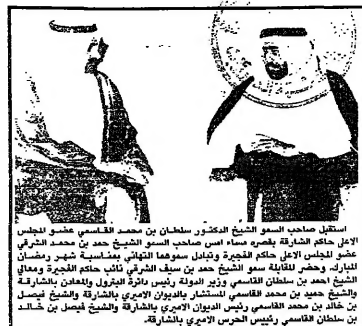 استقبل صاحب السمو الشيخ الدكتور سلطان بن محمد القاسمي عضو المجلس
الاعلى حاكم الشارقة بقصره مساء امس صاحب السمو الشيخ حمد بن محمد الشرقي
عضو المجلس الاعلى حاكم الفجيرة وتبادل سموهما التهاني بمناسبة شهر رمضان
المبارك. وحضر المقابلة سمو الشيخ حمد بن سيف الشرقي نائب حاكم الفجيرة ومعالي
الشيخ احمد بن سلطان القاسمي وزير الدولة رئيس دائرة البترول والمعادن بالشارقة
والشيخ حميد بن محمد القاسمي المستشار بالديوان الاميري بالشارقة والشيخ فيصل
بن خالد بن محمد القاسمي رئيس الديوان الاميري بالشارقة والشيخ فيصل بن خالد
بن سلطان القاسمي رئيس الحرس الاميري بالشارقة.